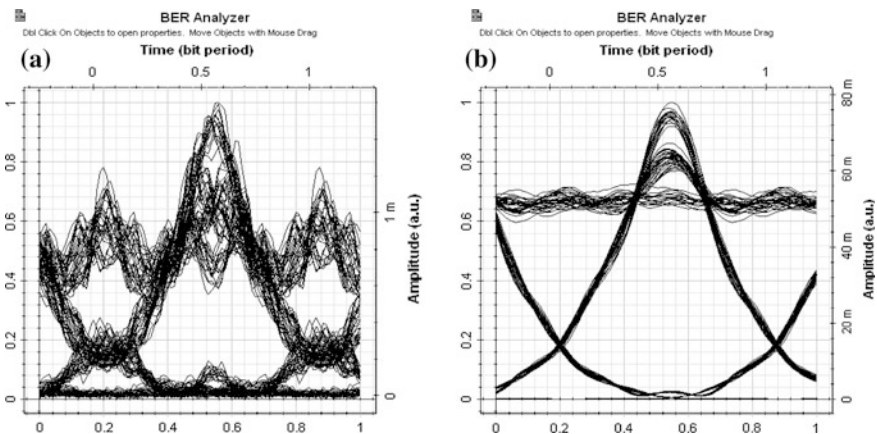 BER Analyzer
Dbl Click On Objects to open properties. Move Objects with Mouse Drag
(a)
Time (bit period)
0 0.5 1
1
0.8
0.6
0.4
0.2
0
1 m
0
Amplitude (a.u.)
0 0.2 0.4 0.6 0.8 1
BER Analyzer
Dbl Click On Objects to open properties. Move Objects with Mouse Drag
(b)
Time (bit period)
0 0.5 1
1
0.8
0.6
0.4
0.2
0
80 m
60 m
40 m
20 m
0
Amplitude (a.u.)
0 0.2 0.4 0.6 0.8 1